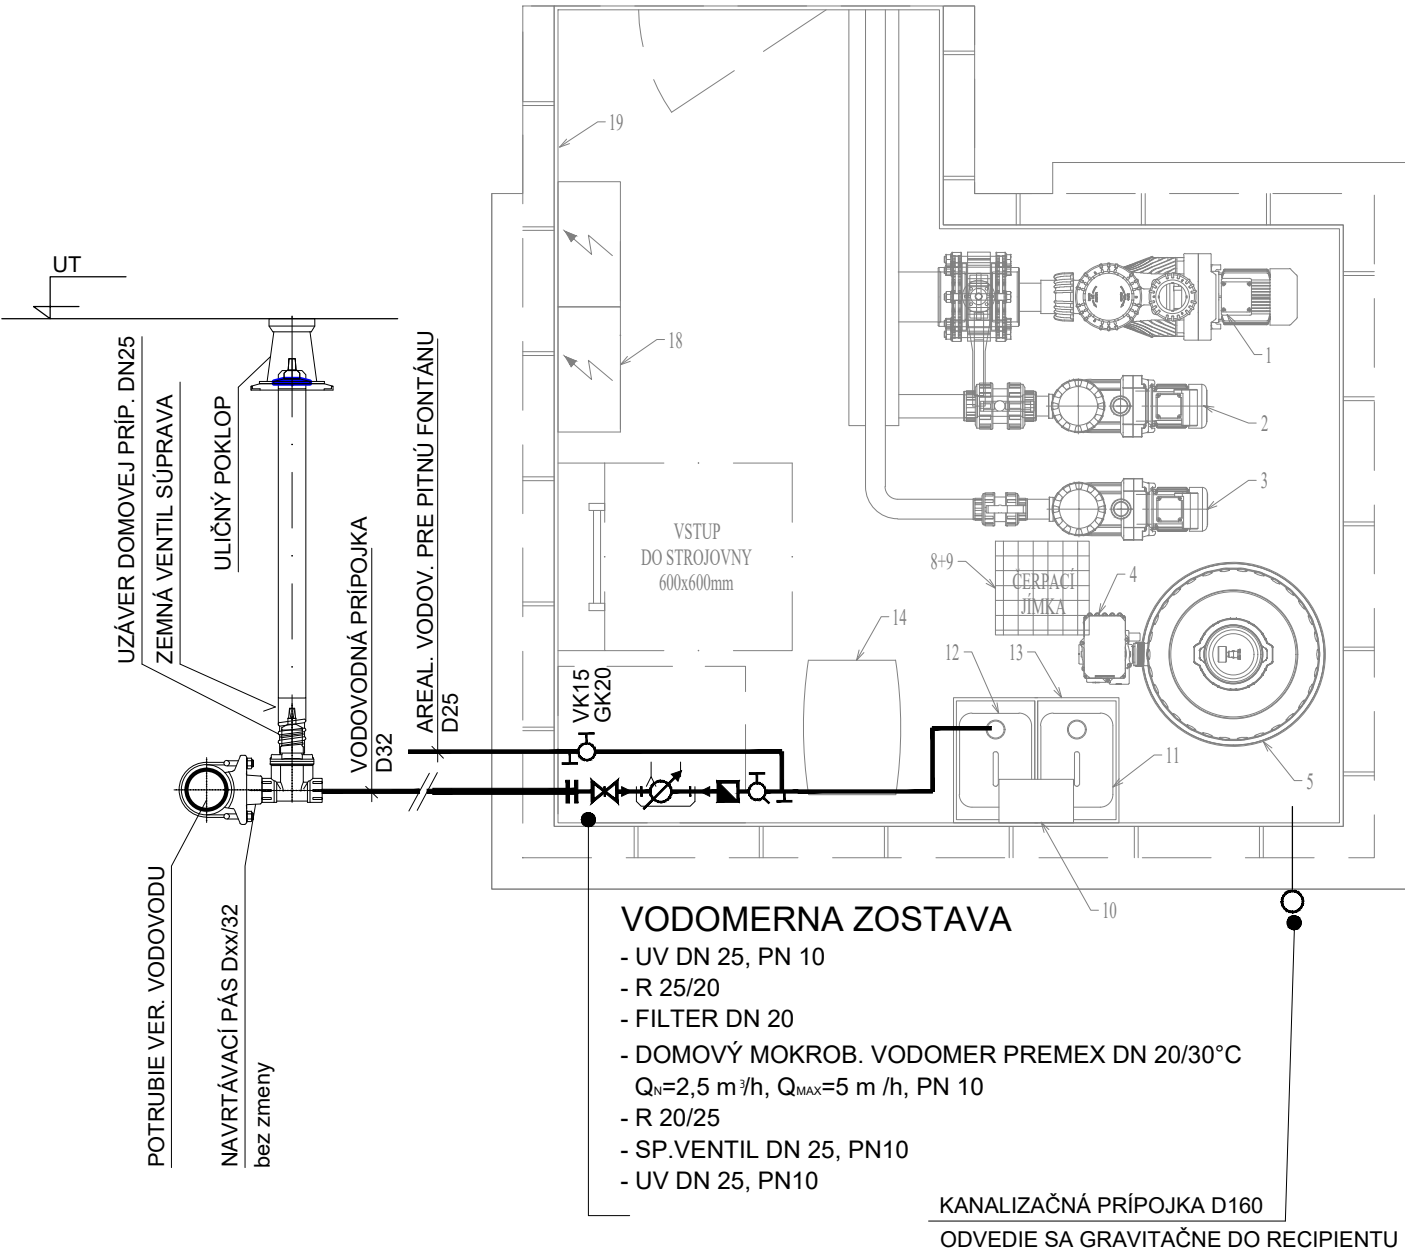 UT
UZÁVER DOMOVEJ PRÍP. DN25
ZEMNÁ VENTIL SÚPRAVA
ULIČNÝ POKLOP
VODOVODNÁ PRÍPOJKA
D32
AREAL. VODOV. PRE PITNÚ FONTÁNU
D25
POTRUBIE VER. VODOVODU
NAVRTÁVACÍ PÁS Dxx/32
bez zmeny
VK15
GK20
19
18
1
2
3
VSTUP
DO STROJOVNY
600x600mm
8+9
ČERPACÍ
JÍMKA
4
14
12
13
11
5
10
VODOMERNA ZOSTAVA
- UV DN 25, PN 10
- R 25/20
- FILTER DN 20
- DOMOVÝ MOKROB. VODOMER PREMEX DN 20/30°C
QN=2,5 m³/h, QMAX=5 m /h, PN 10
- R 20/25
- SP.VENTIL DN 25, PN10
- UV DN 25, PN10
KANALIZAČNÁ PRÍPOJKA D160
ODVEDIE SA GRAVITAČNE DO RECIPIENTU